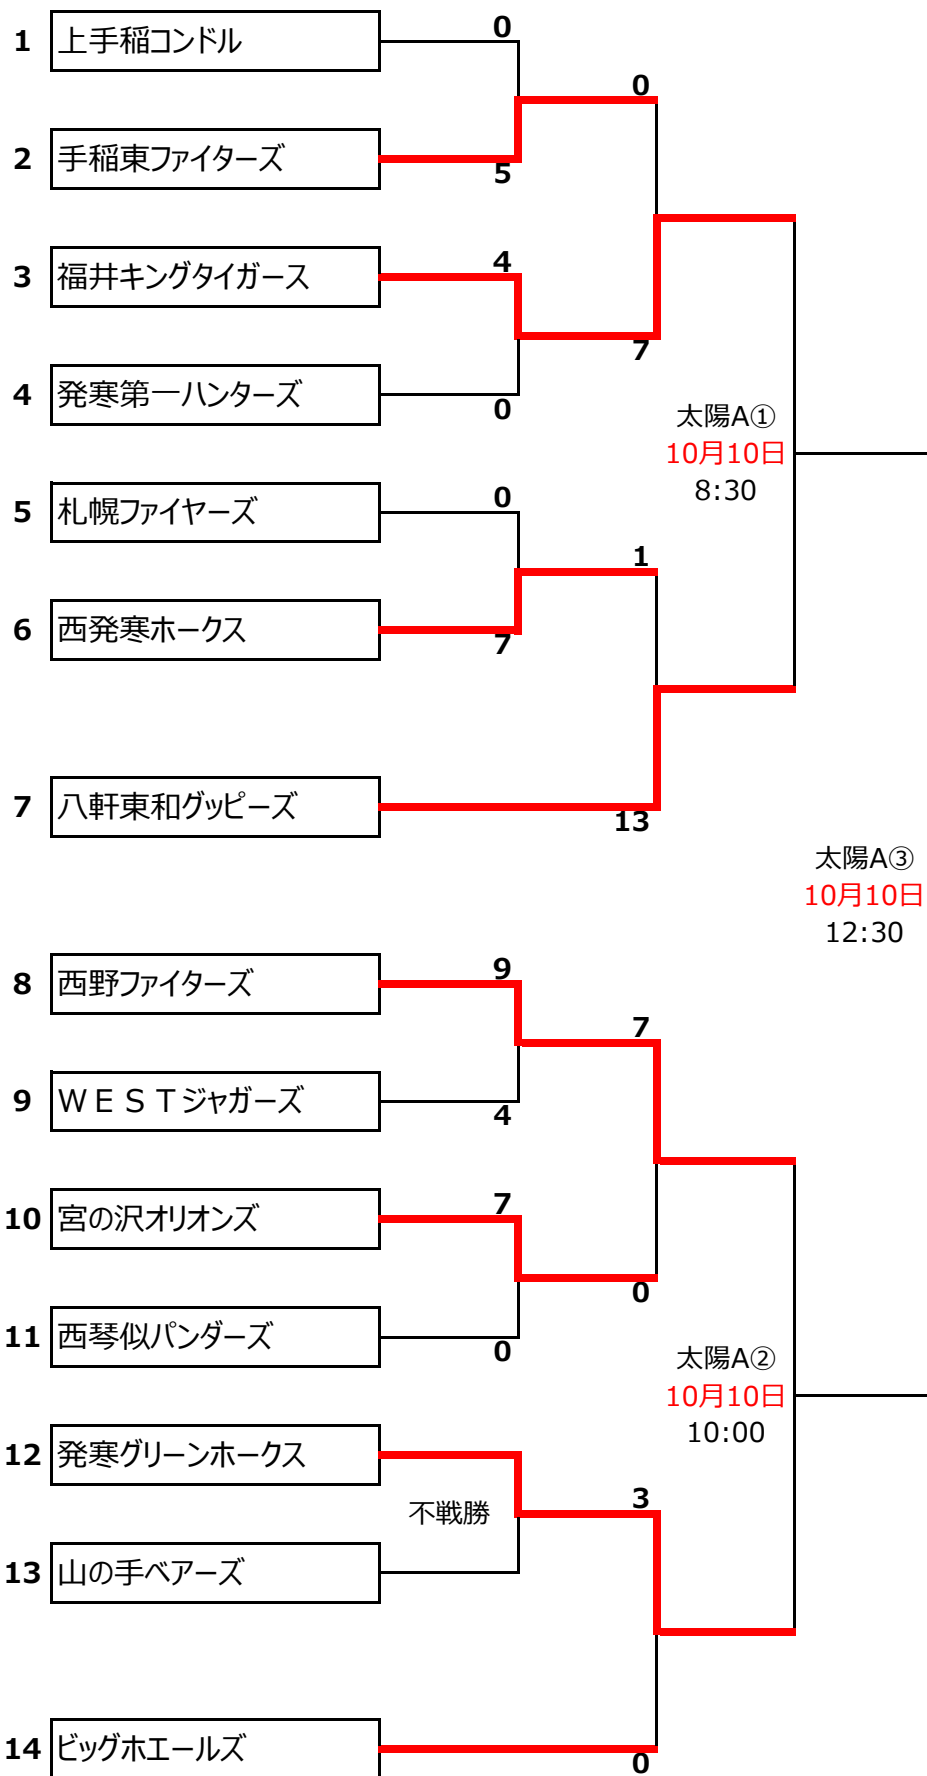 0
1 上手稲コンドル
0
2 手稲東ファイターズ
5
4
3 福井キングタイガース
7
4 発寒第一ハンターズ
0
太陽A①
10月10日
8:30
0
5 札幌ファイヤーズ
1
6 西発寒ホークス
7
7 八軒東和グッピーズ
13
太陽A③
10月10日
12:30
9
8 西野ファイターズ
7
9 ＷＥＳＴジャガーズ
4
7
10 宮の沢オリオンズ
0
11 西琴似パンダーズ
0
太陽A②
10月10日
10:00
12 発寒グリーンホークス
3
不戦勝
13 山の手ベアーズ
14 ビッグホエールズ
0